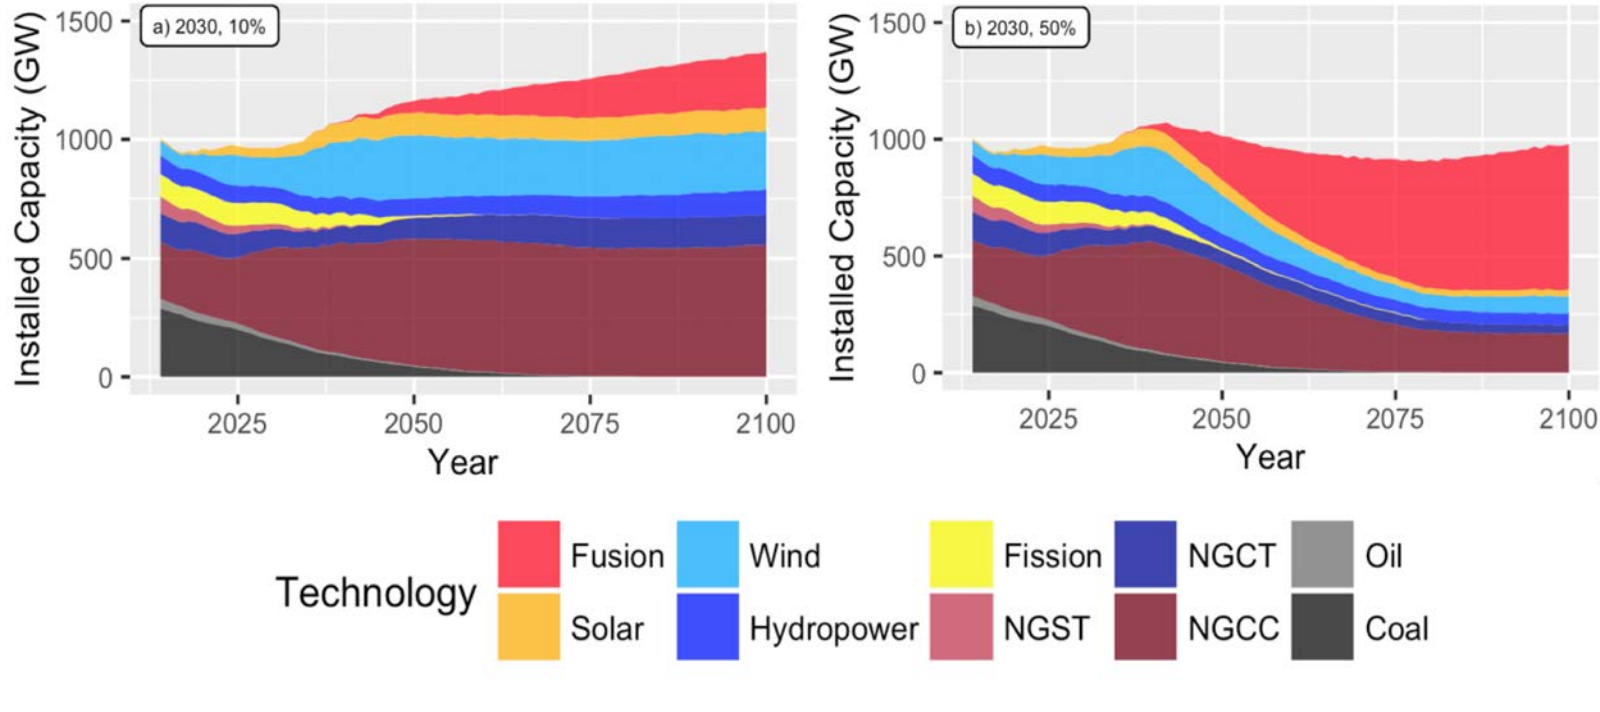 a) 2030, 10%
Installed Capacity (GW)
1500
1000
500
0
2025 2050 2075 2100
Year
b) 2030, 50%
Installed Capacity (GW)
1500
1000
500
0
2025 2050 2075 2100
Year
Technology
Fusion Wind Fission NGCT Oil
Solar Hydropower NGST NGCC Coal